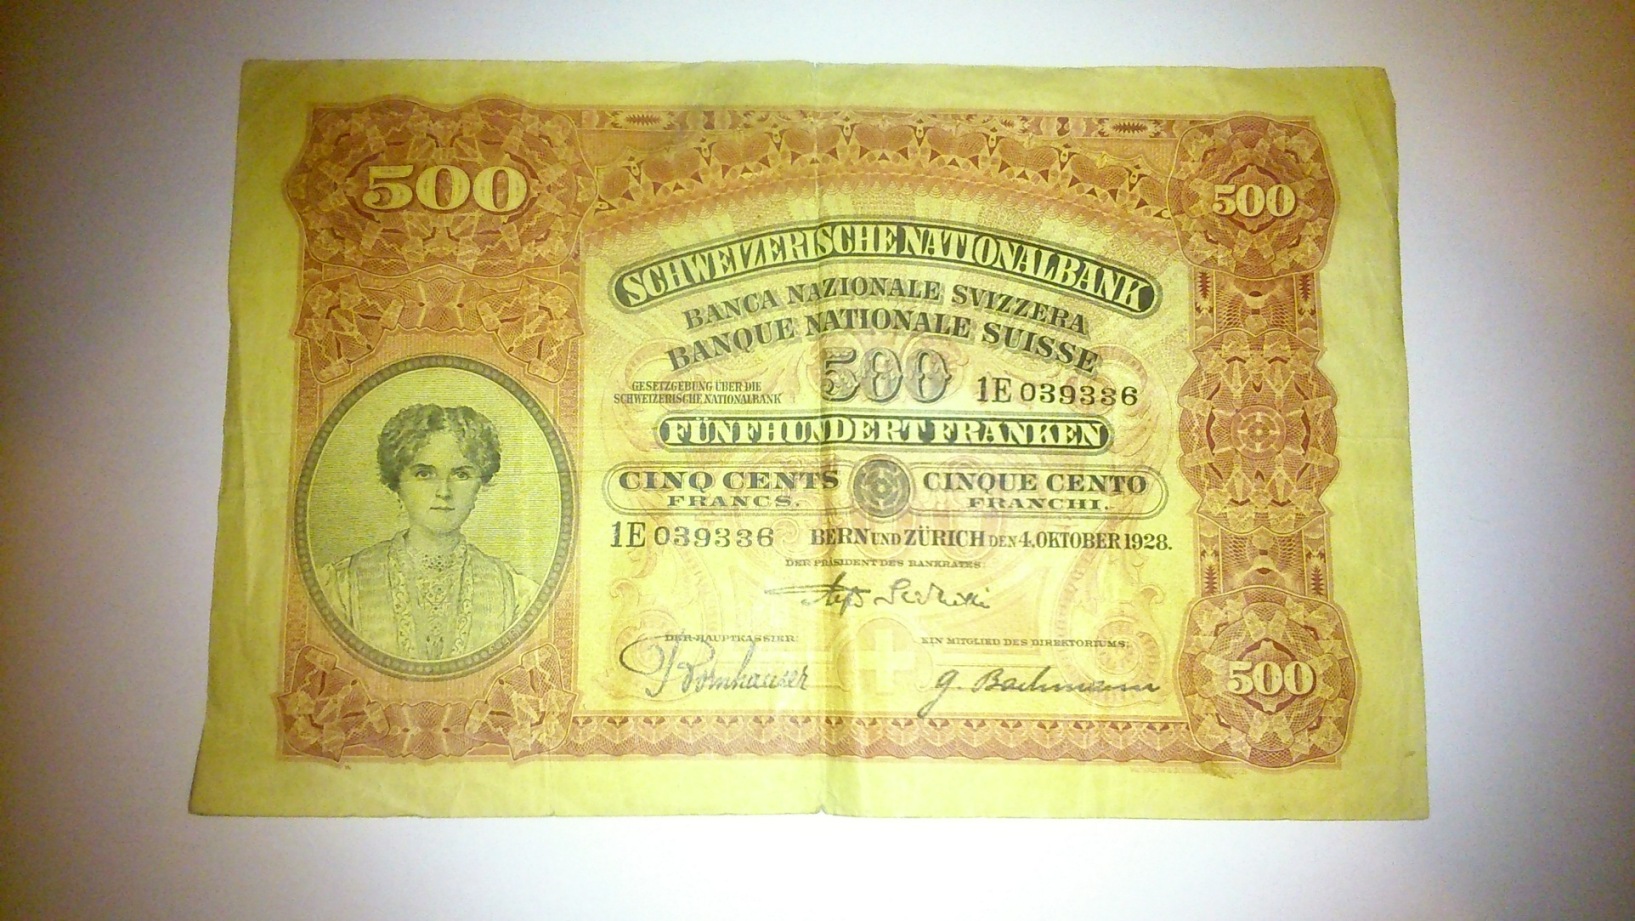 500
500
SCHWEIZERISCHE NATIONALBANK
BANCA NAZIONALE SVIZZERA
BANQUE NATIONALE SUISSE
GESETZGEBUNG ÜBER DIE
SCHWEIZERISCHE NATIONALBANK
500 1E 039336
FÜNFHUNDERT FRANKEN
CINQ CENTS CINQUE CENTO
FRANCS. FRANCHI.
1E 039336 BERN UND ZÜRICH DEN 4. OKTOBER 1928.
DER PRÄSIDENT DES BANKRATES:
DER HAUPTKASSIER: EIN MITGLIED DES DIREKTORIUMS:
Bornhauser G. Bachmann
500